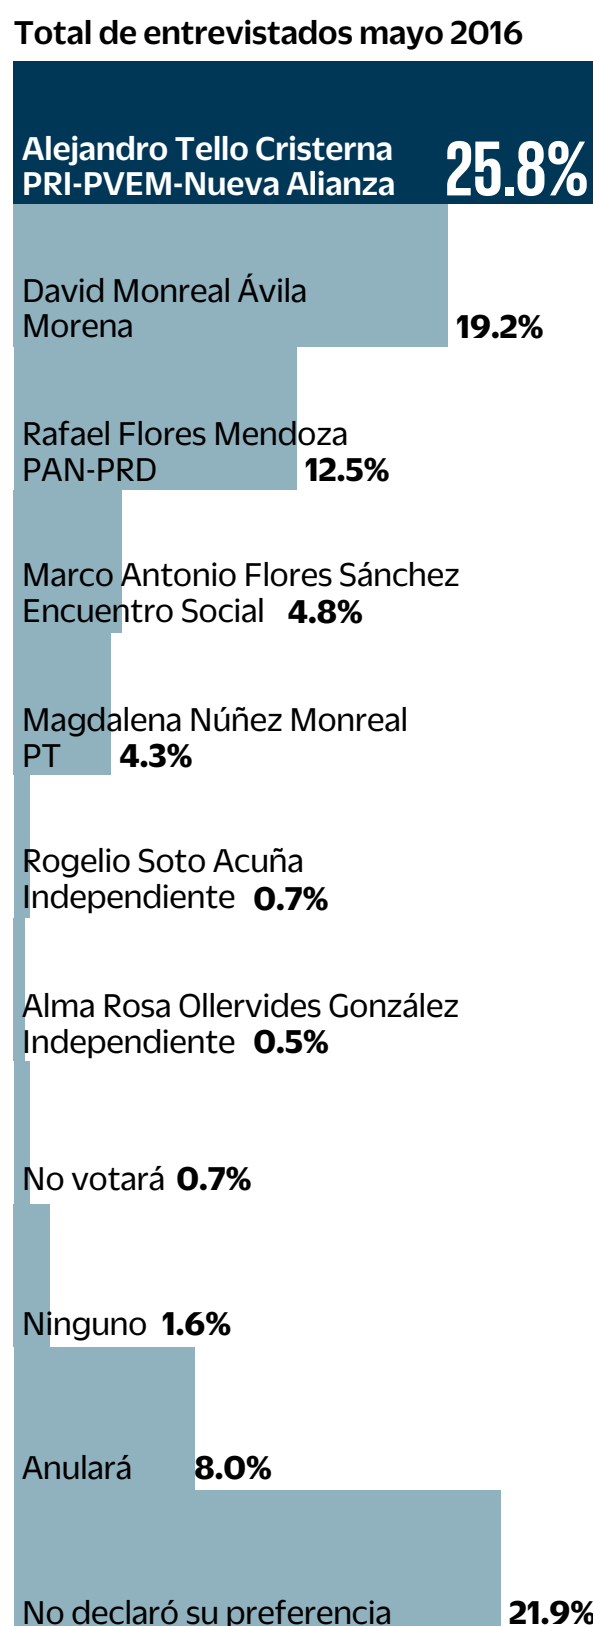 Total de entrevistados mayo 2016
Alejandro Tello Cristerna
PRI-PVEM-Nueva Alianza 25.8%
David Monreal Ávila
Morena 19.2%
Rafael Flores Mendoza
PAN-PRD 12.5%
Marco Antonio Flores Sánchez
Encuentro Social 4.8%
Magdalena Núñez Monreal
PT 4.3%
Rogelio Soto Acuña
Independiente 0.7%
Alma Rosa Ollervides González
Independiente 0.5%
No votará 0.7%
Ninguno 1.6%
Anulará 8.0%
No declaró su preferencia 21.9%